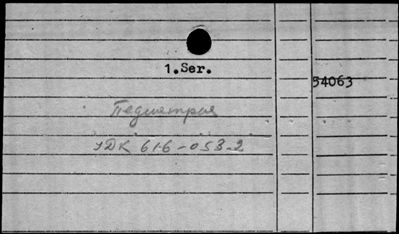 1.Ser.
54063
Педиатрия
УДК 616-053.2